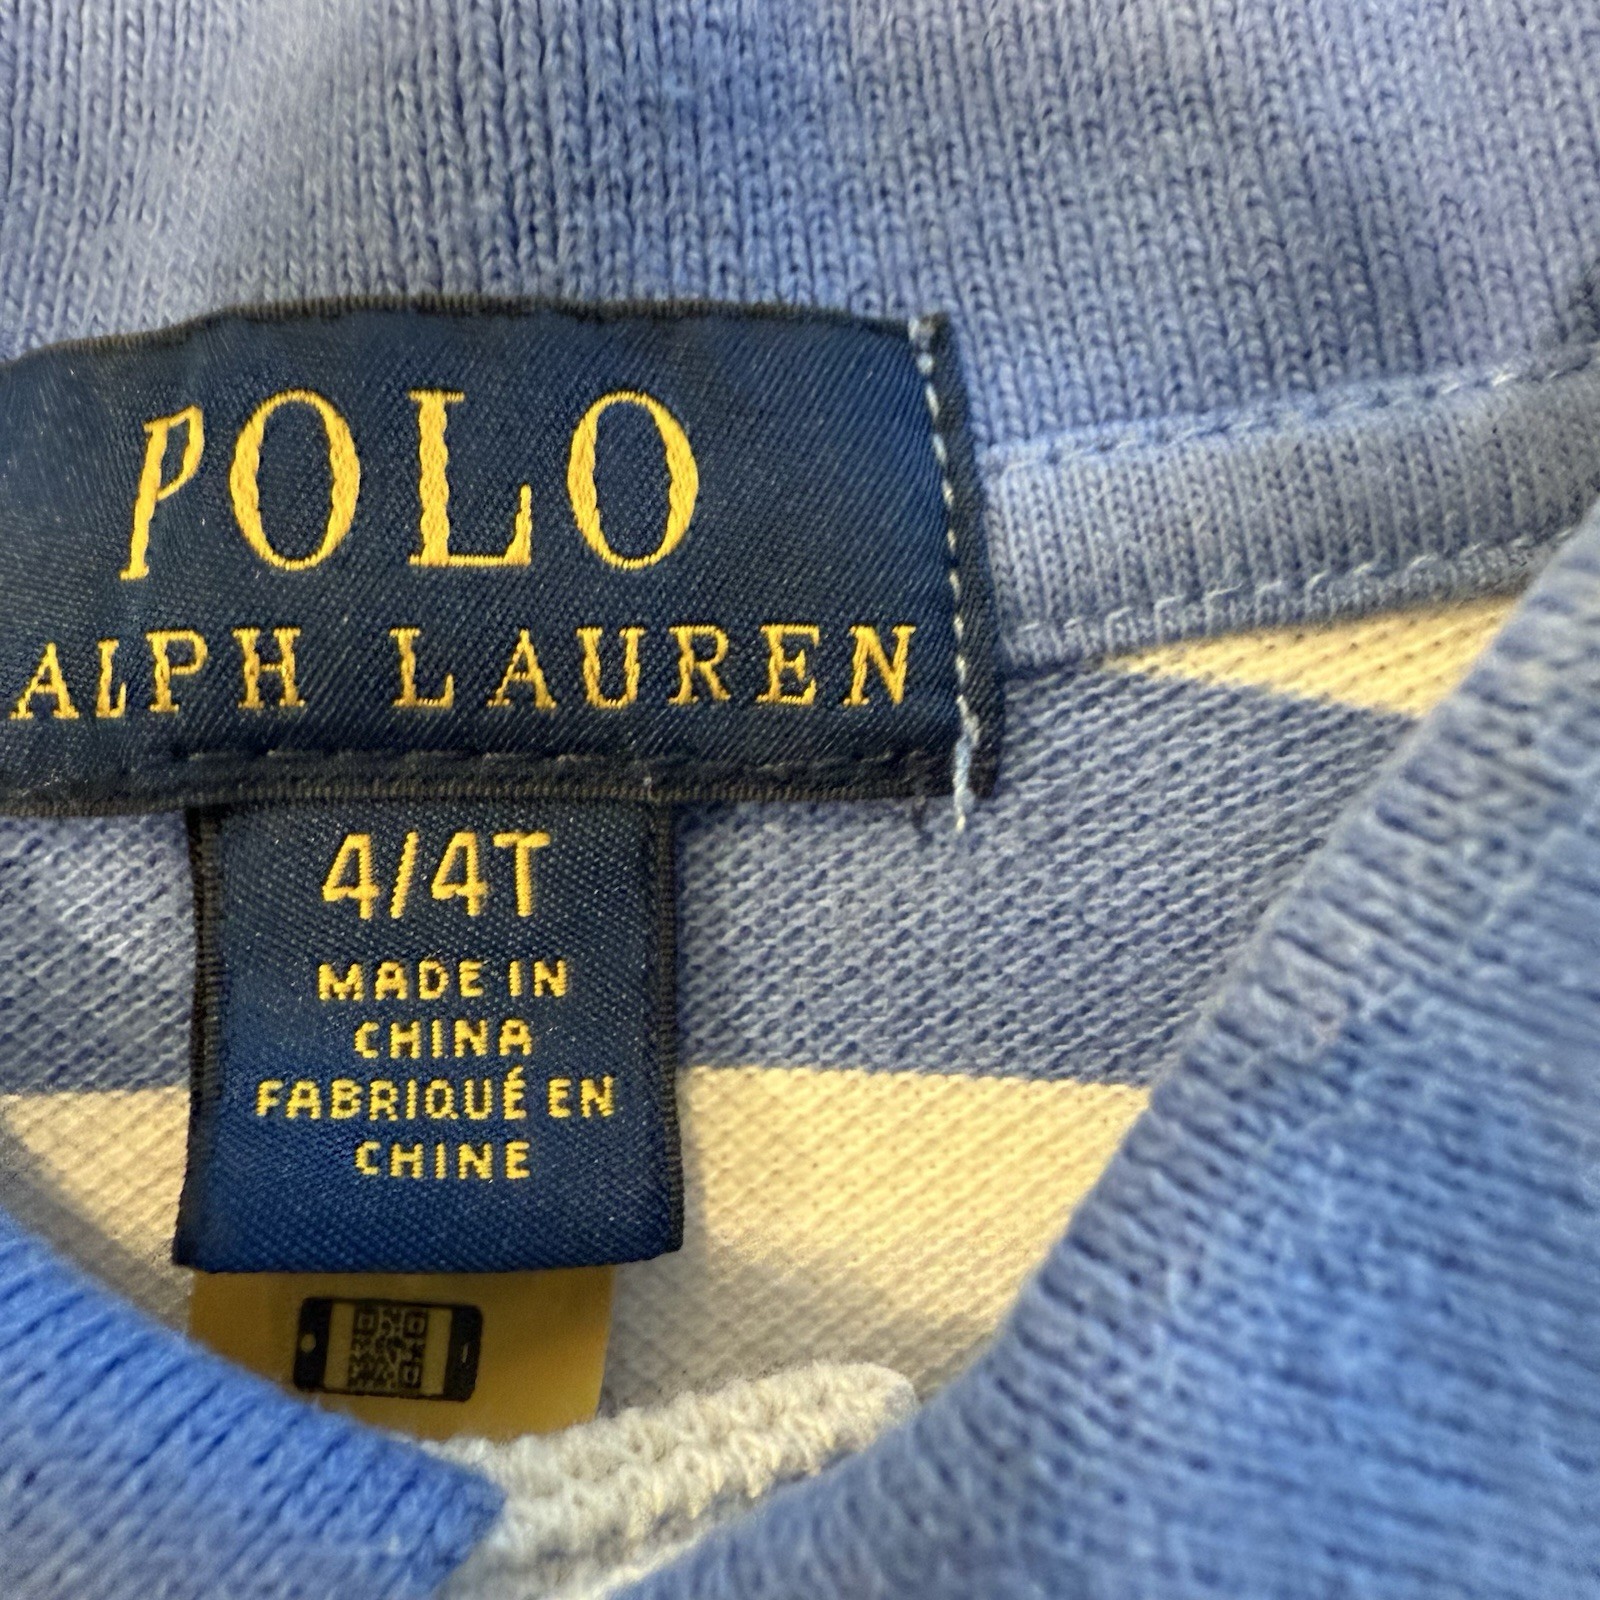 POLO
ALPH LAUREN
4/4T
MADE IN
CHINA
FABRIQUÉ EN
CHINE